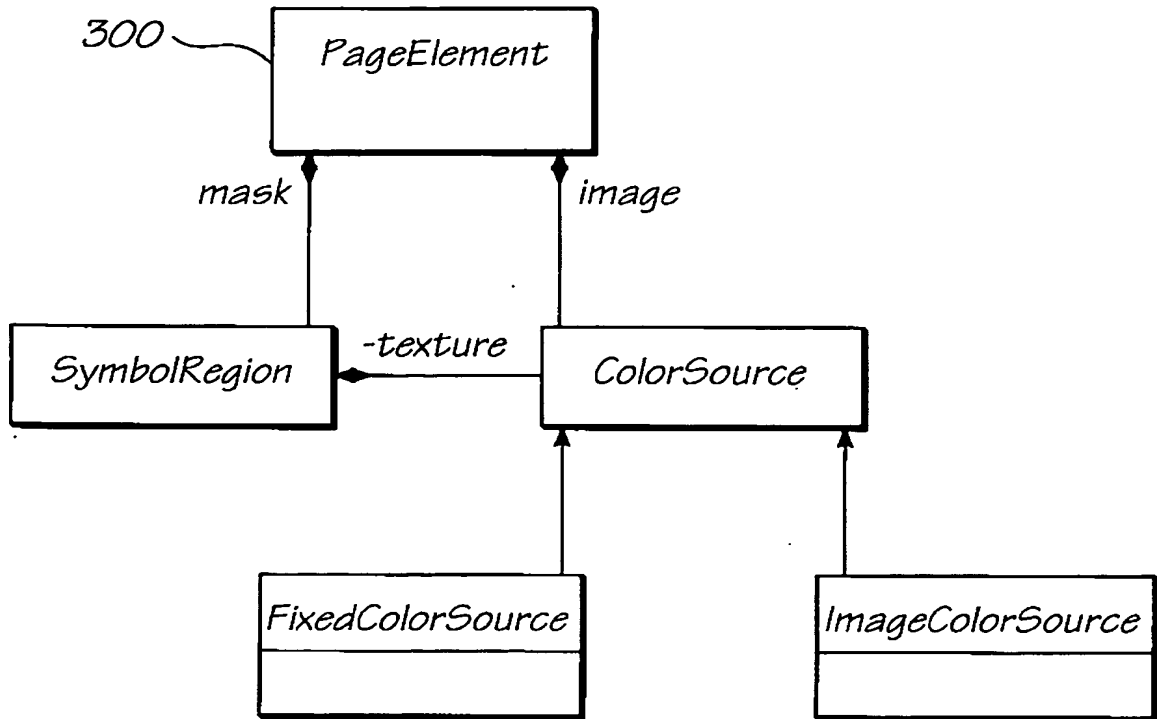 300
PageElement
mask
image
SymbolRegion
-texture
ColorSource
FixedColorSource
ImageColorSource